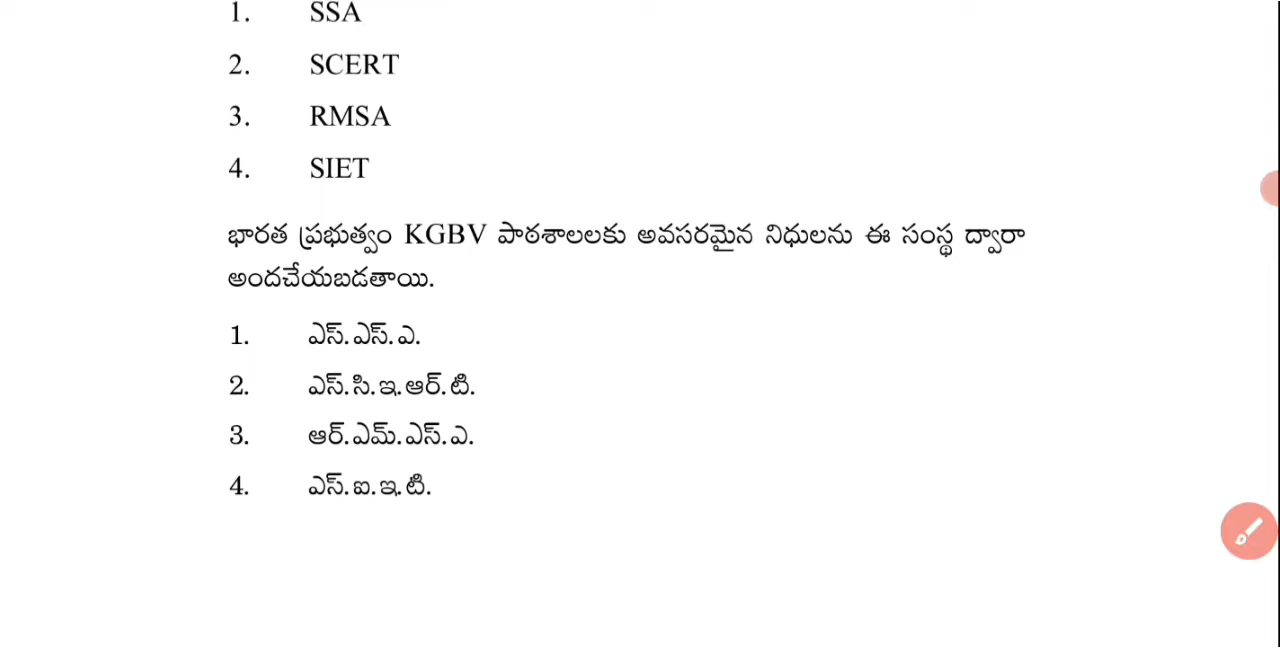 1. SSA
2. SCERT
3. RMSA
4. SIET
భారత ప్రభుత్వం KGBV పాఠశాలలకు అవసరమైన నిధులను ఈ సంస్థ ద్వారా
అందచేయబడతాయి.
1. ఎస్.ఎస్.ఎ.
2. ఎస్.సి.ఇ.ఆర్.టి.
3. ఆర్.ఎమ్.ఎస్.ఎ.
4. ఎస్.ఐ.ఇ.టి.